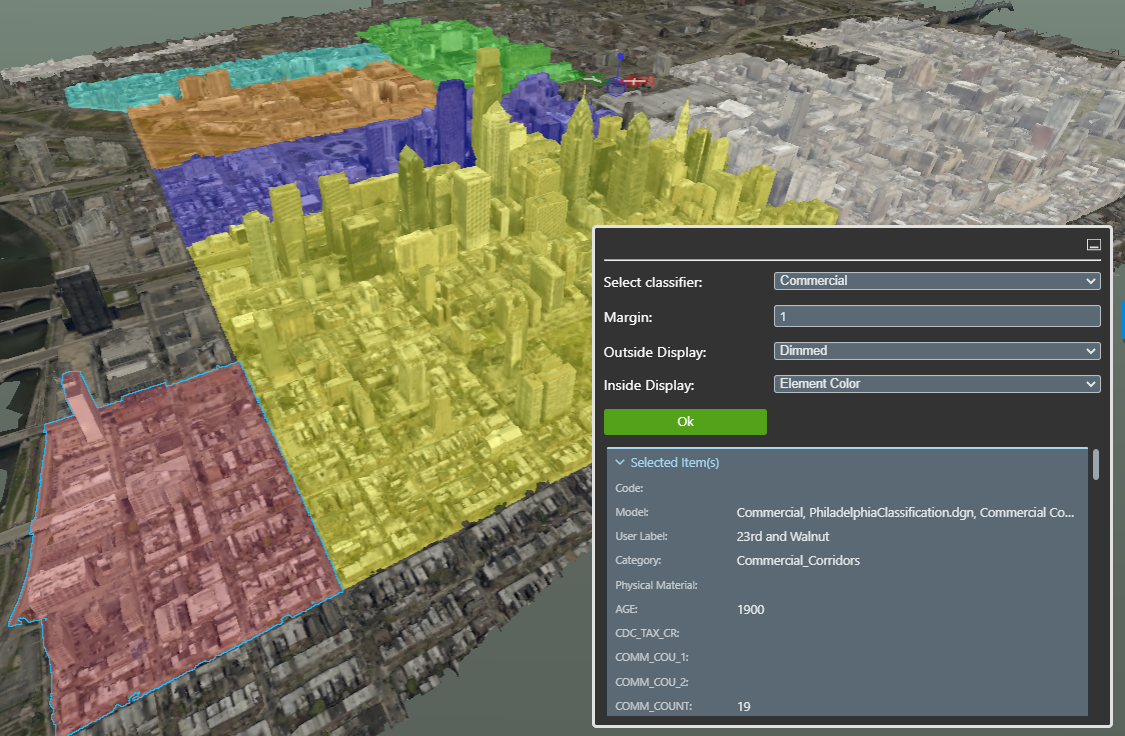 Select classifier: Commercial
Margin: 1
Outside Display: Dimmed
Inside Display: Element Color
Ok
Selected Item(s)
Code:
Model: Commercial, PhiladelphiaClassification.dgn, Commercial Co...
User Label: 23rd and Walnut
Category: Commercial_Corridors
Physical Material:
AGE: 1900
CDC_TAX_CR:
COMM_COU_1:
COMM_COU_2:
COMM_COUNT: 19